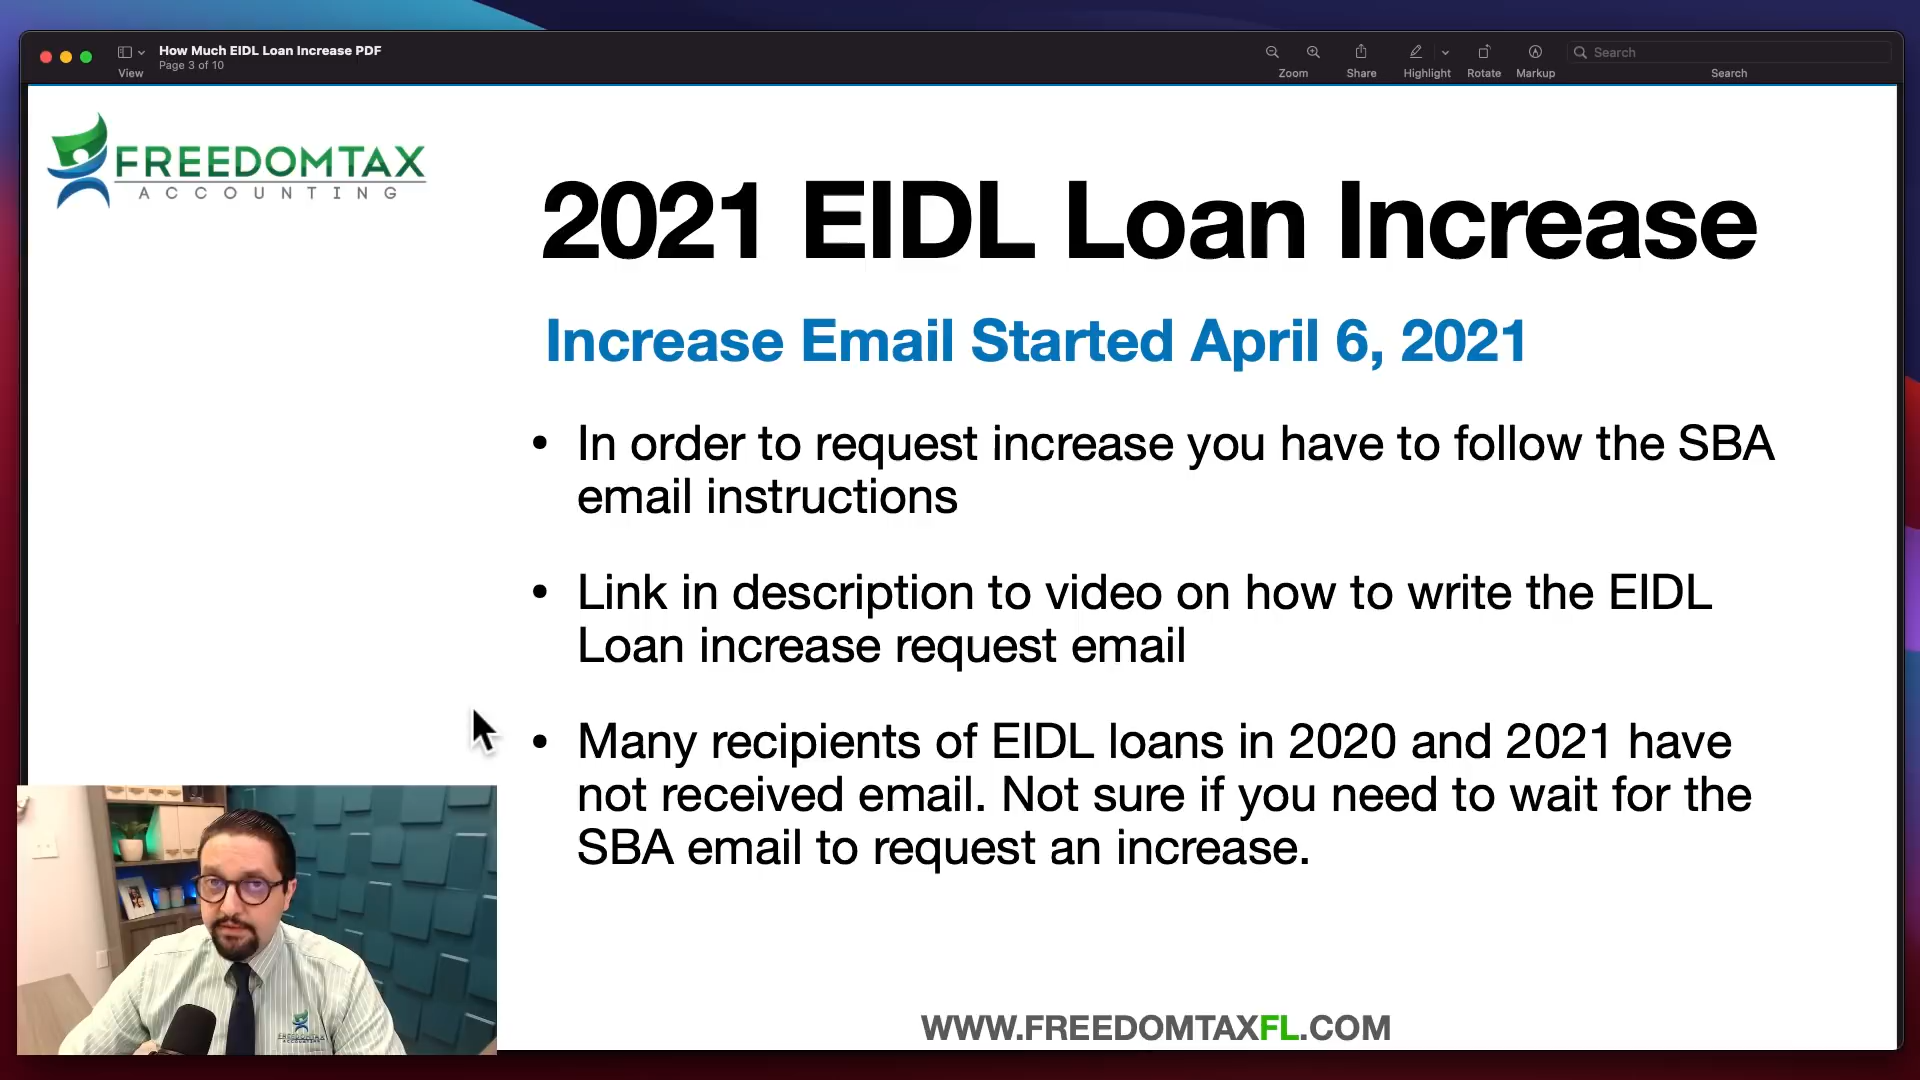 How Much EIDL Loan Increase PDF
Page 3 of 10
View
Zoom
Share
Highlight
Rotate
Markup
Search
Search
FREEDOMTAX
ACCOUNTING
2021 EIDL Loan Increase
Increase Email Started April 6, 2021
• In order to request increase you have to follow the SBA
email instructions
• Link in description to video on how to write the EIDL
Loan increase request email
• Many recipients of EIDL loans in 2020 and 2021 have
not received email. Not sure if you need to wait for the
SBA email to request an increase.
FREEDOMTAX
ACCOUNTING
WWW.FREEDOMTAXFL.COM